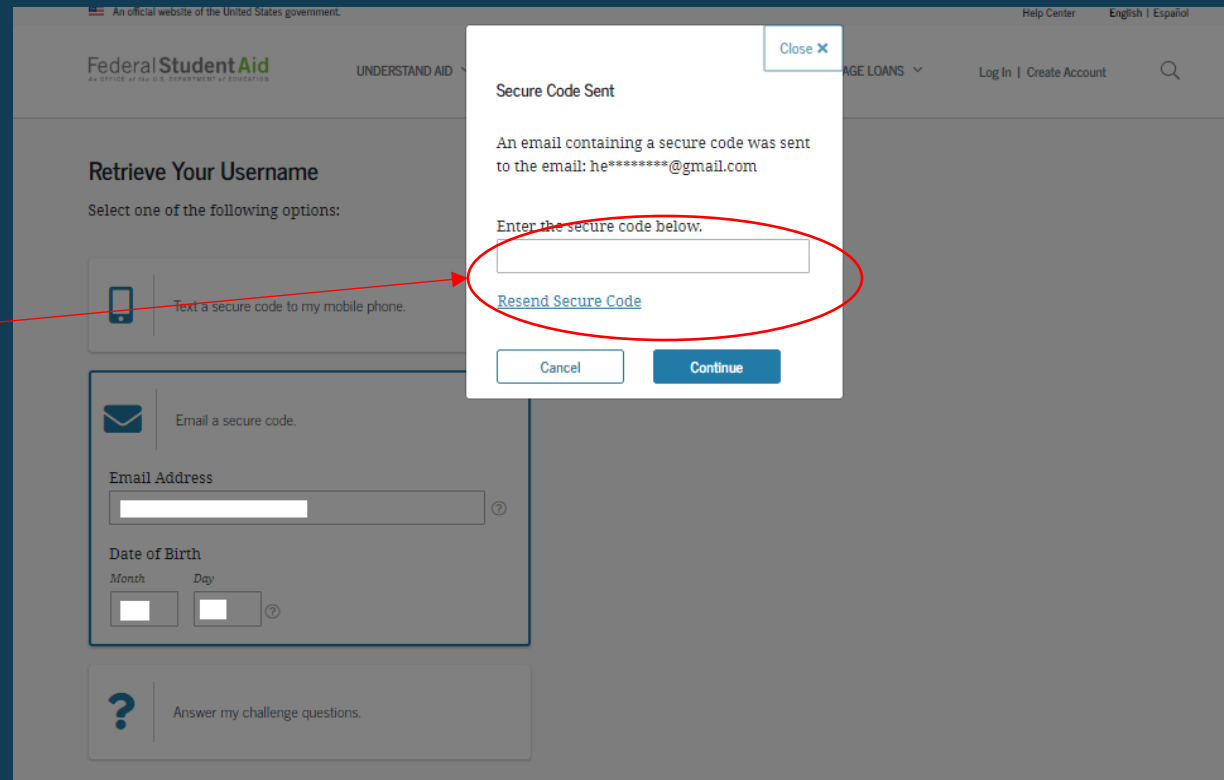 An official website of the United States government.
Help Center English | Español
Federal Student Aid
An OFFICE of the U.S. DEPARTMENT of EDUCATION
UNDERSTAND AID
AGE LOANS
Log In | Create Account
Retrieve Your Username
Select one of the following options:
Text a secure code to my mobile phone.
Email a secure code.
Email Address
Date of Birth
Month Day
Answer my challenge questions.
Close X
Secure Code Sent
An email containing a secure code was sent
to the email: he********@gmail.com
Enter the secure code below.
Resend Secure Code
Cancel Continue